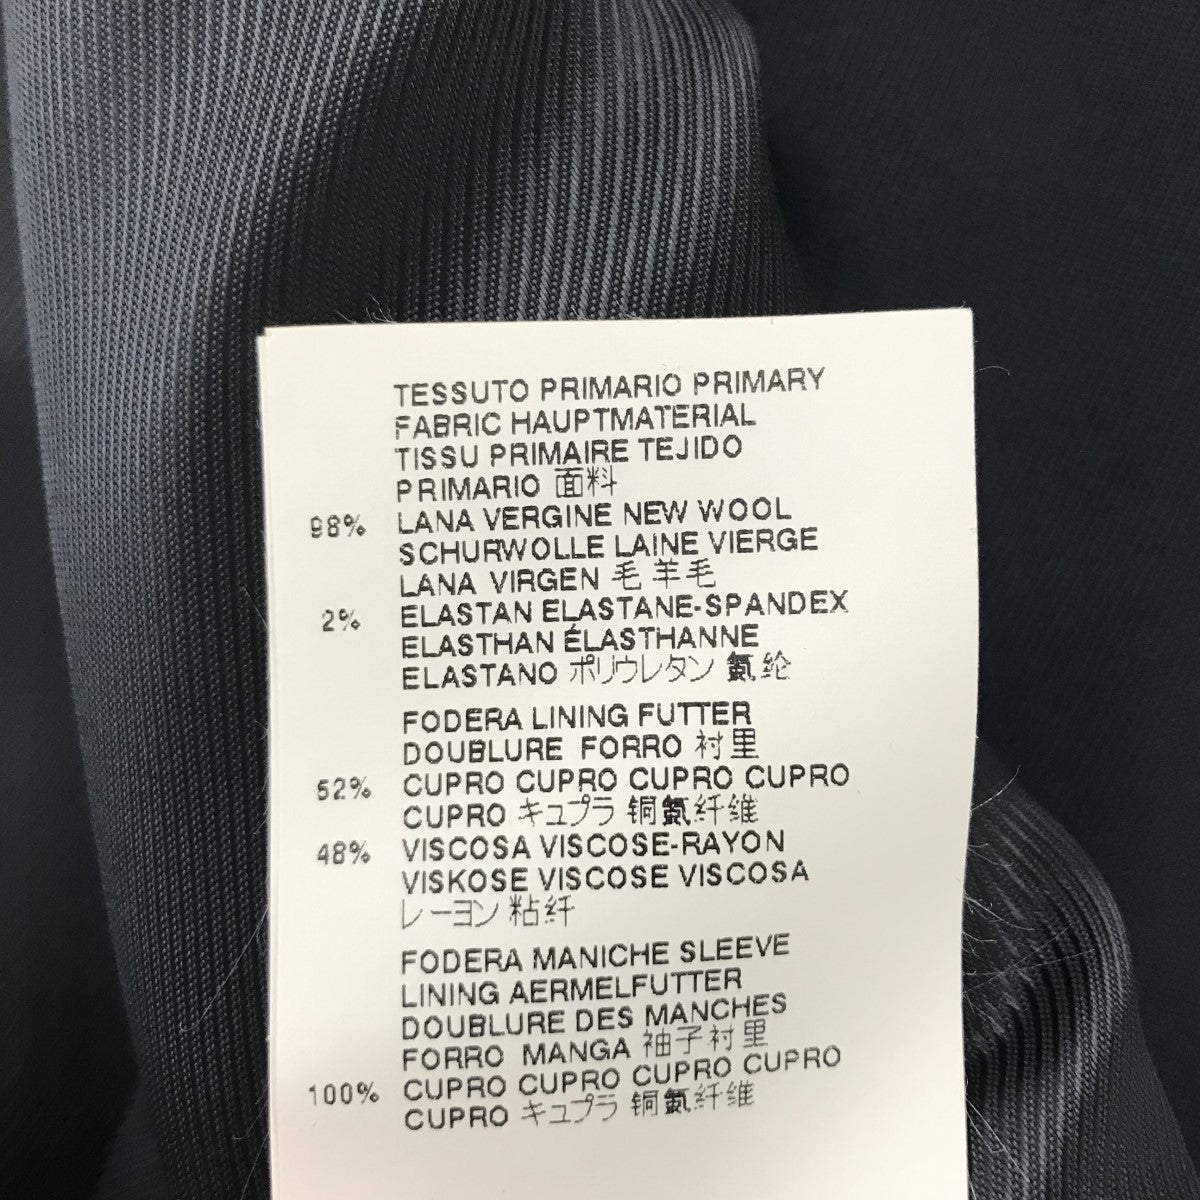 TESSUTO PRIMARIO PRIMARY
FABRIC HAUPTMATERIAL
TISSU PRIMAIRE TEJIDO
PRIMARIO 面料
98% LANA VERGINE NEW WOOL
SCHURWOLLE LAINE VIERGE
LANA VIRGEN 毛 羊毛
2% ELASTAN ELASTANE-SPANDEX
ELASTHAN ÉLASTHANNE
ELASTANO ポリウレタン 氨纶
FODERA LINING FUTTER
DOUBLURE FORRO 衬里
52% CUPRO CUPRO CUPRO CUPRO
CUPRO キュプラ 铜氨纤维
48% VISCOSA VISCOSE-RAYON
VISKOSE VISCOSE VISCOSA
レーヨン 粘纤
FODERA MANICHE SLEEVE
LINING AERMELFUTTER
DOUBLURE DES MANCHES
FORRO MANGA 袖子衬里
100% CUPRO CUPRO CUPRO CUPRO
CUPRO キュプラ 铜氨纤维